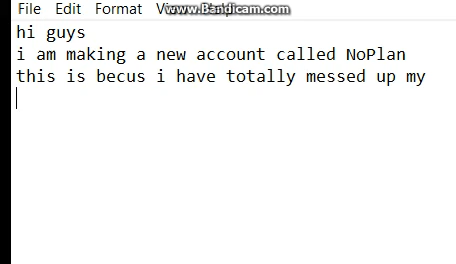 File Edit Format
www.Bandicam.com
hi guys
i am making a new account called NoPlan
this is becus i have totally messed up my